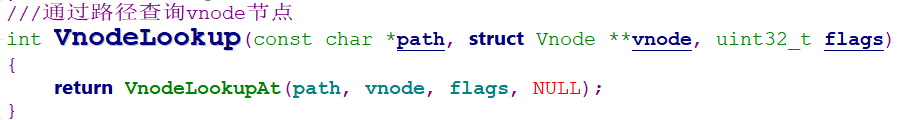 ///通过路径查询vnode节点
int VnodeLookup(const char *path, struct Vnode **vnode, uint32_t flags)
{
    return VnodeLookupAt(path, vnode, flags, NULL);
}